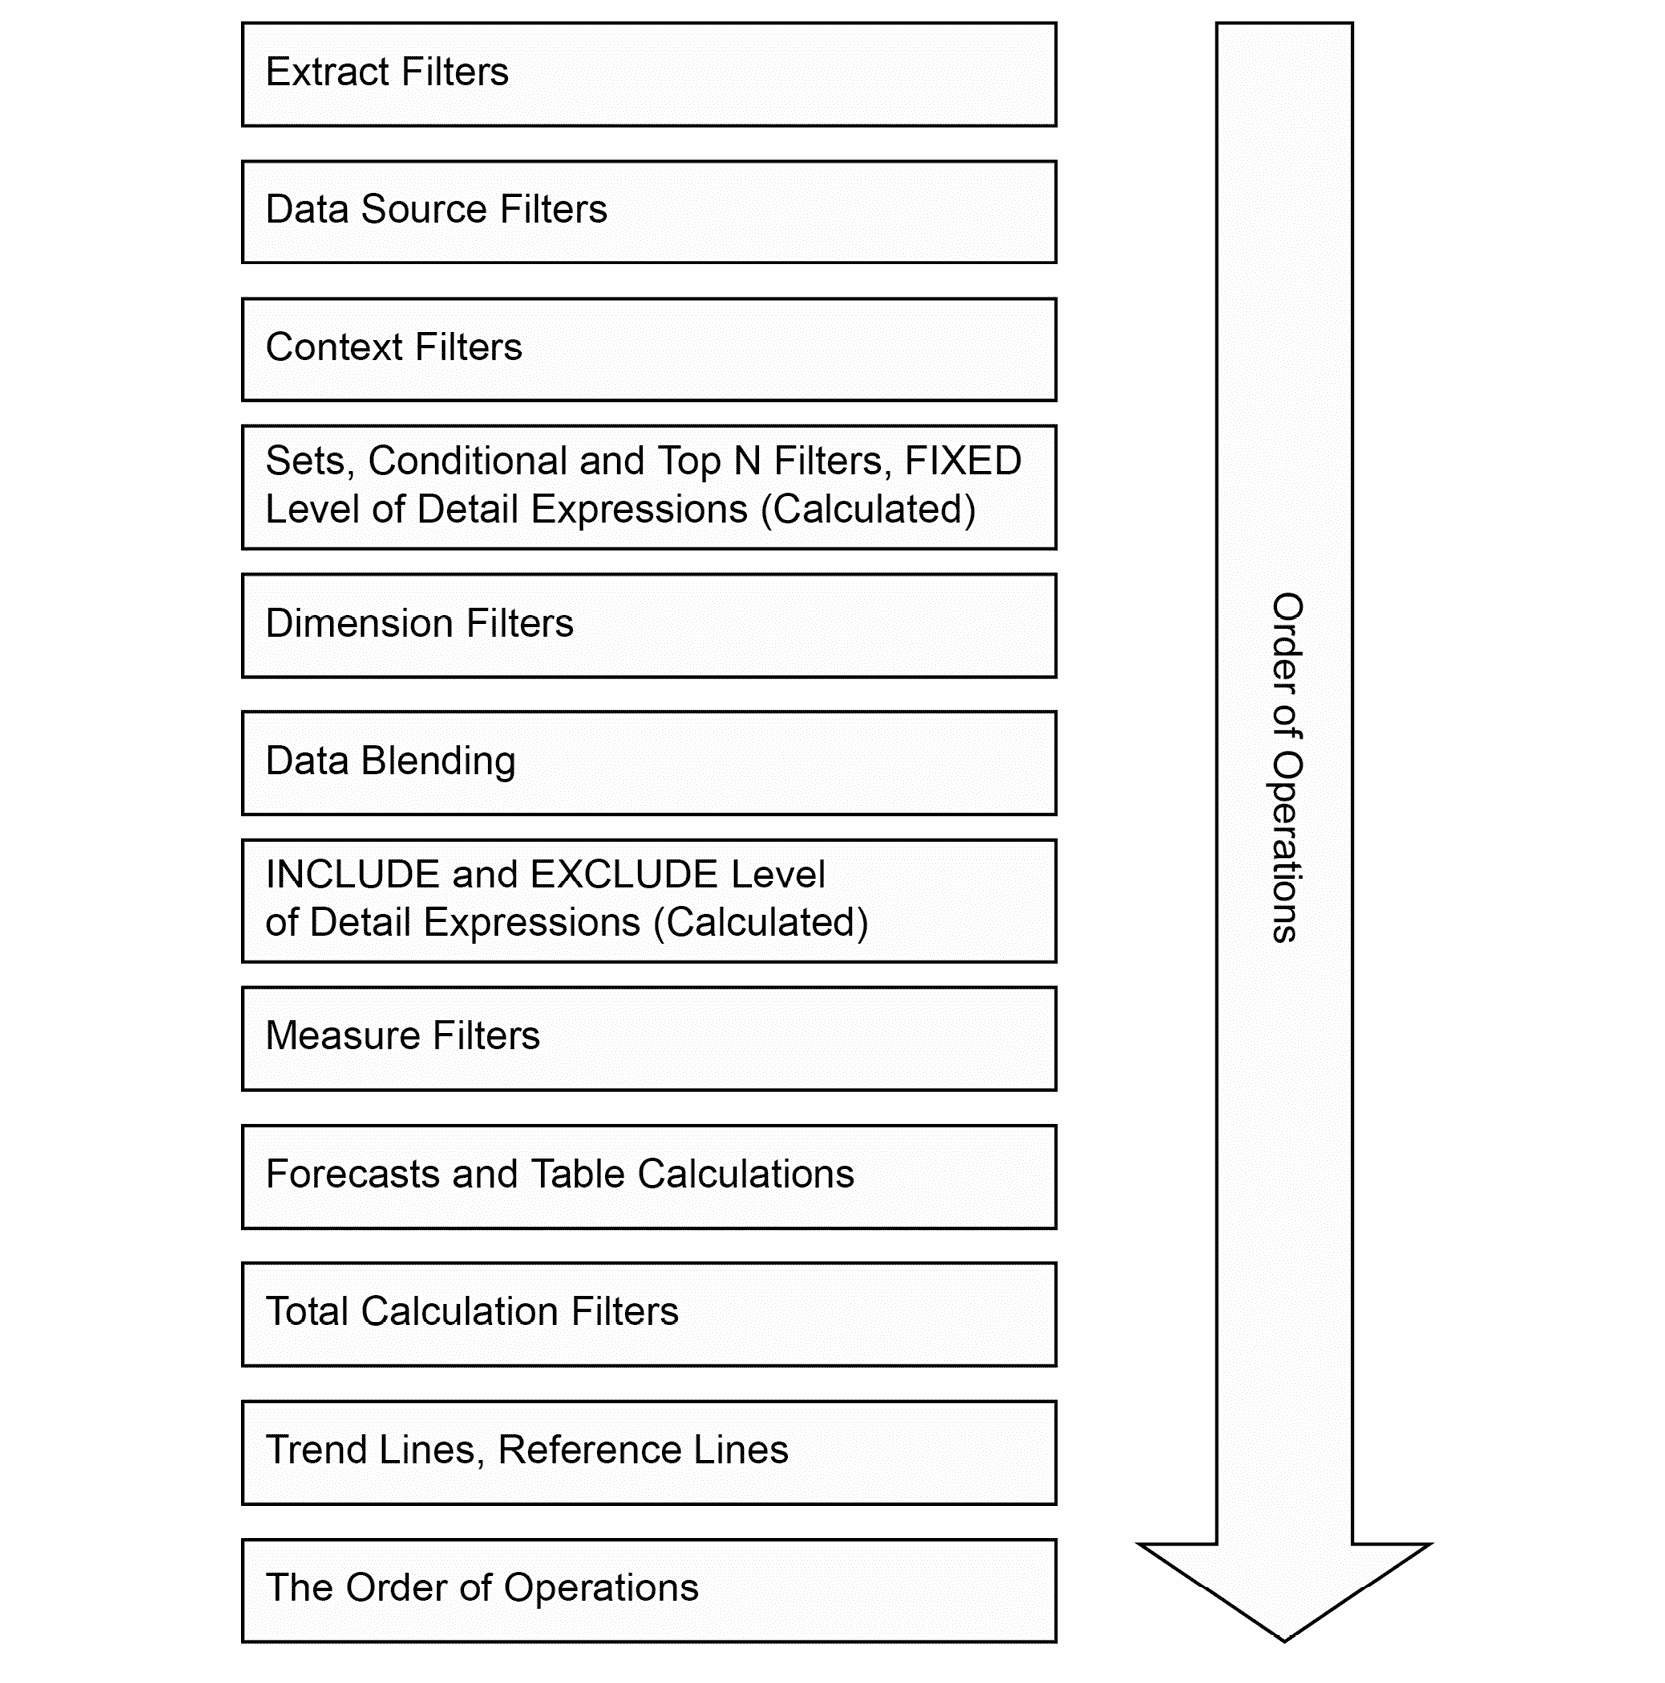 Extract Filters
Data Source Filters
Context Filters
Sets, Conditional and Top N Filters, FIXED
Level of Detail Expressions (Calculated)
Dimension Filters
Data Blending
INCLUDE and EXCLUDE Level
of Detail Expressions (Calculated)
Measure Filters
Forecasts and Table Calculations
Total Calculation Filters
Trend Lines, Reference Lines
The Order of Operations
Order of Operations